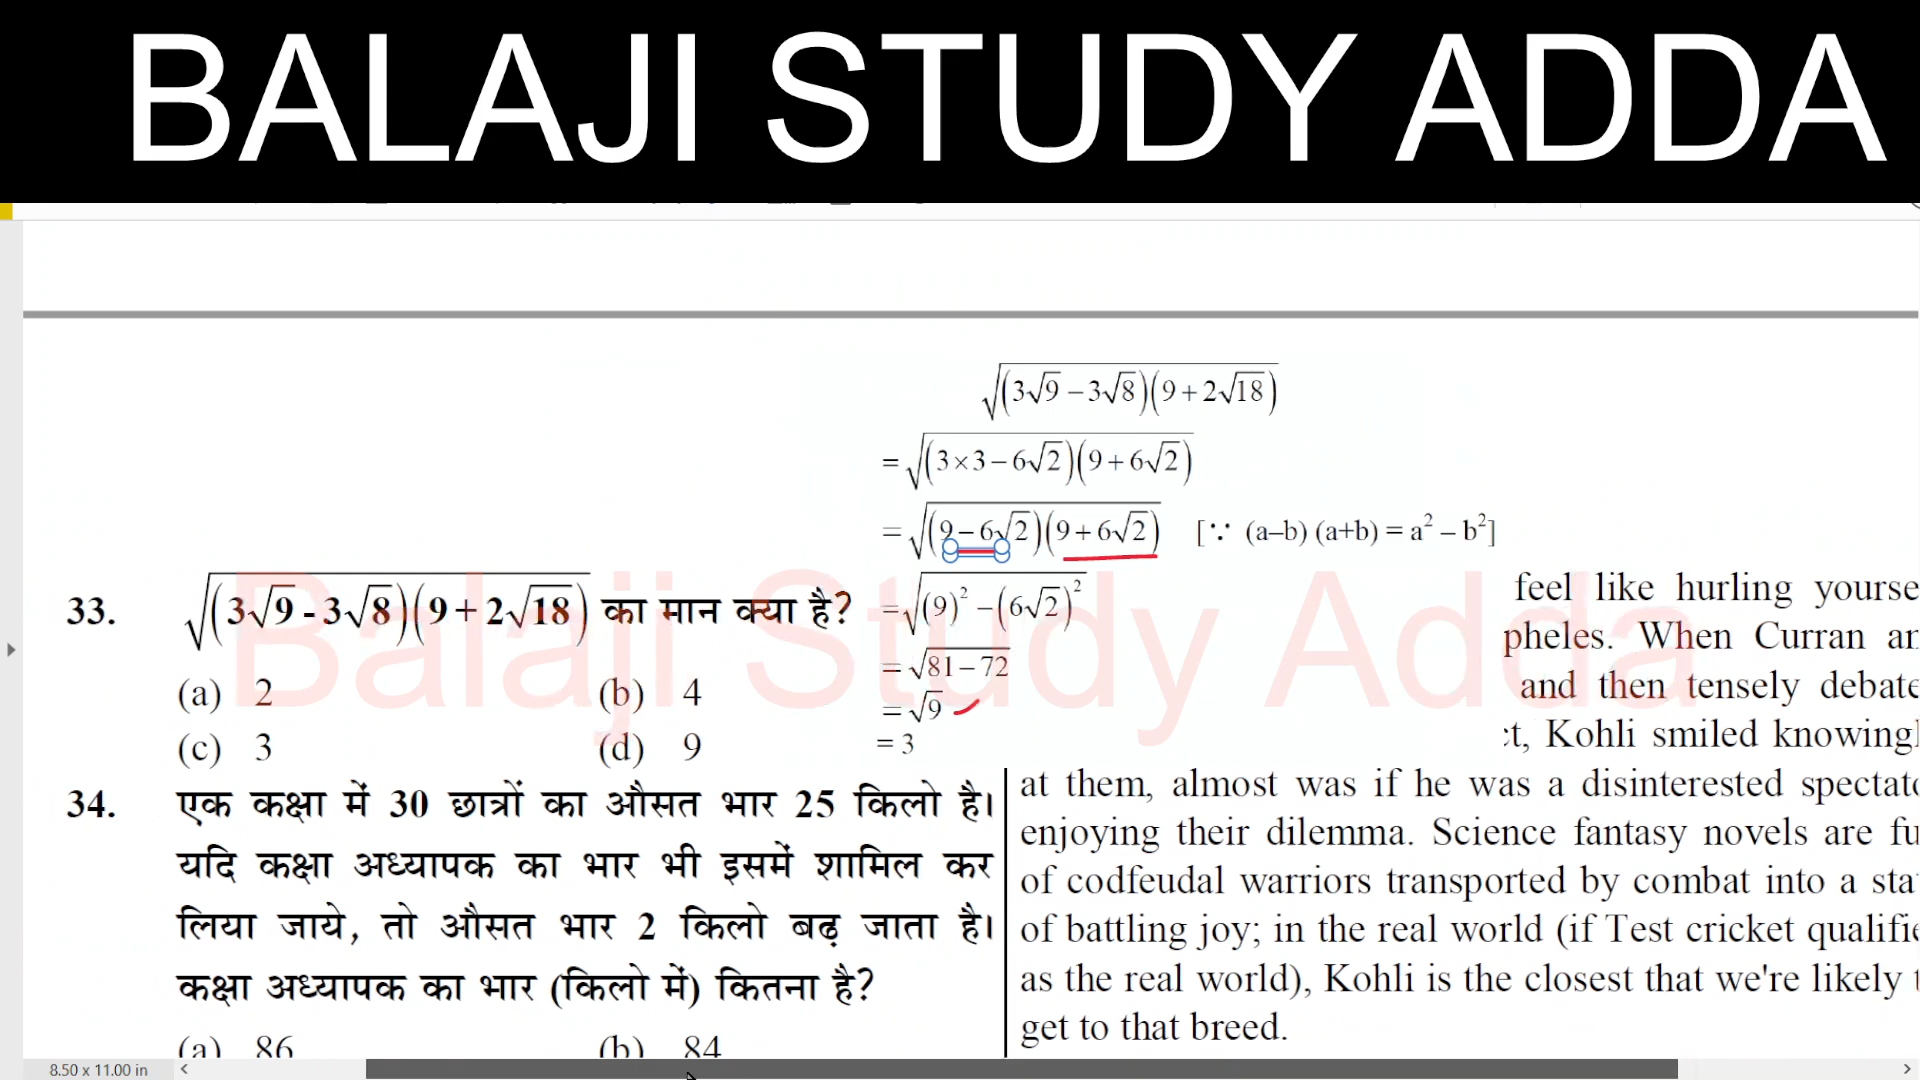 BALAJI STUDY ADDA
√((3√9 – 3√8)(9 + 2√18))
= √((3×3 – 6√2)(9 + 6√2))
= √((9 – 6√2)(9 + 6√2)) [∵ (a–b) (a+b) = a² – b²]
= √((9)² – (6√2)²)
= √(81 – 72)
= √9
= 3
33. √((3√9 - 3√8)(9 + 2√18)) का मान क्या है?
(a) 2 (b) 4
(c) 3 (d) 9
34. एक कक्षा में 30 छात्रों का औसत भार 25 किलो है।
यदि कक्षा अध्यापक का भार भी इसमें शामिल कर
लिया जाये, तो औसत भार 2 किलो बढ़ जाता है।
कक्षा अध्यापक का भार (किलो में) कितना है?
(a) 86 (b) 84
feel like hurling yourse
pheles. When Curran an
and then tensely debate
t, Kohli smiled knowingl
at them, almost was if he was a disinterested spectato
enjoying their dilemma. Science fantasy novels are fu
of codfeudal warriors transported by combat into a sta
of battling joy; in the real world (if Test cricket qualifie
as the real world), Kohli is the closest that we're likely t
get to that breed.
Balaji Study Adda
8.50 x 11.00 in